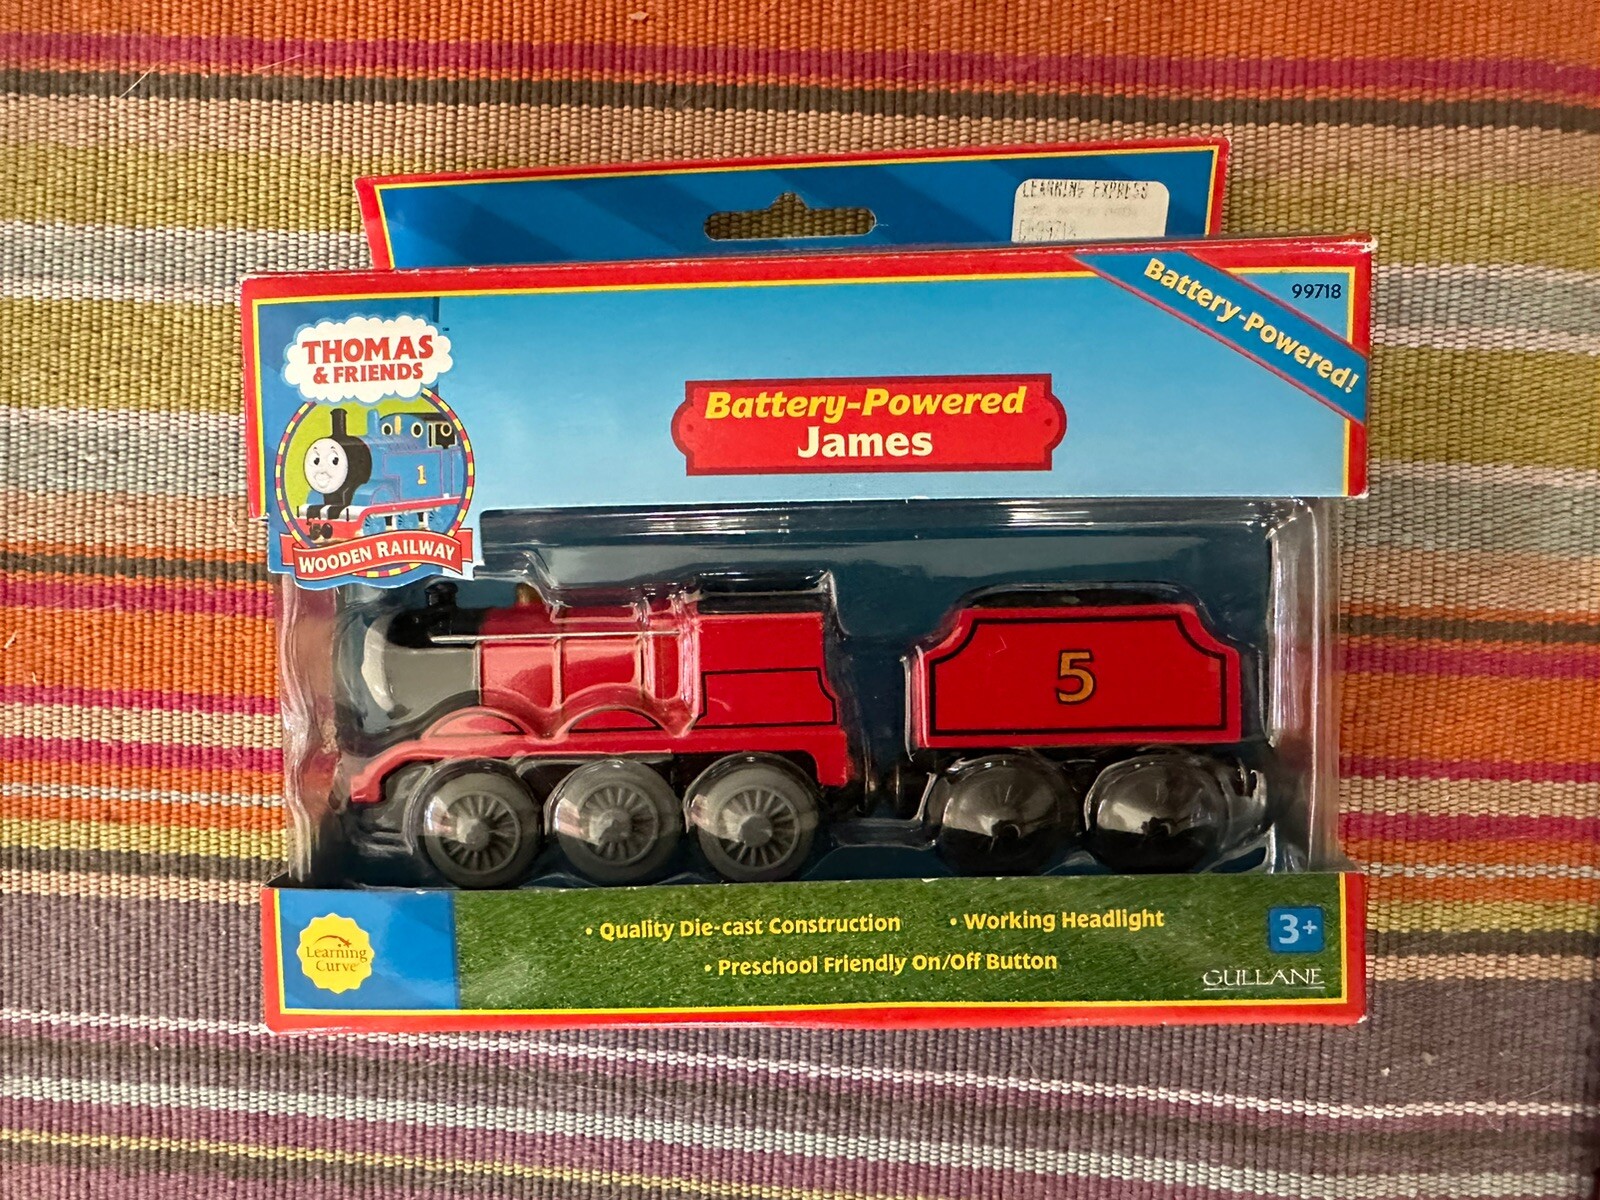 LEARNING EXPRESS
99718
Battery-Powered!
THOMAS
& FRIENDS
1
WOODEN RAILWAY
Battery-Powered
James
5
• Quality Die-cast Construction
• Working Headlight
• Preschool Friendly On/Off Button
3+
Learning
Curve
GULLANE